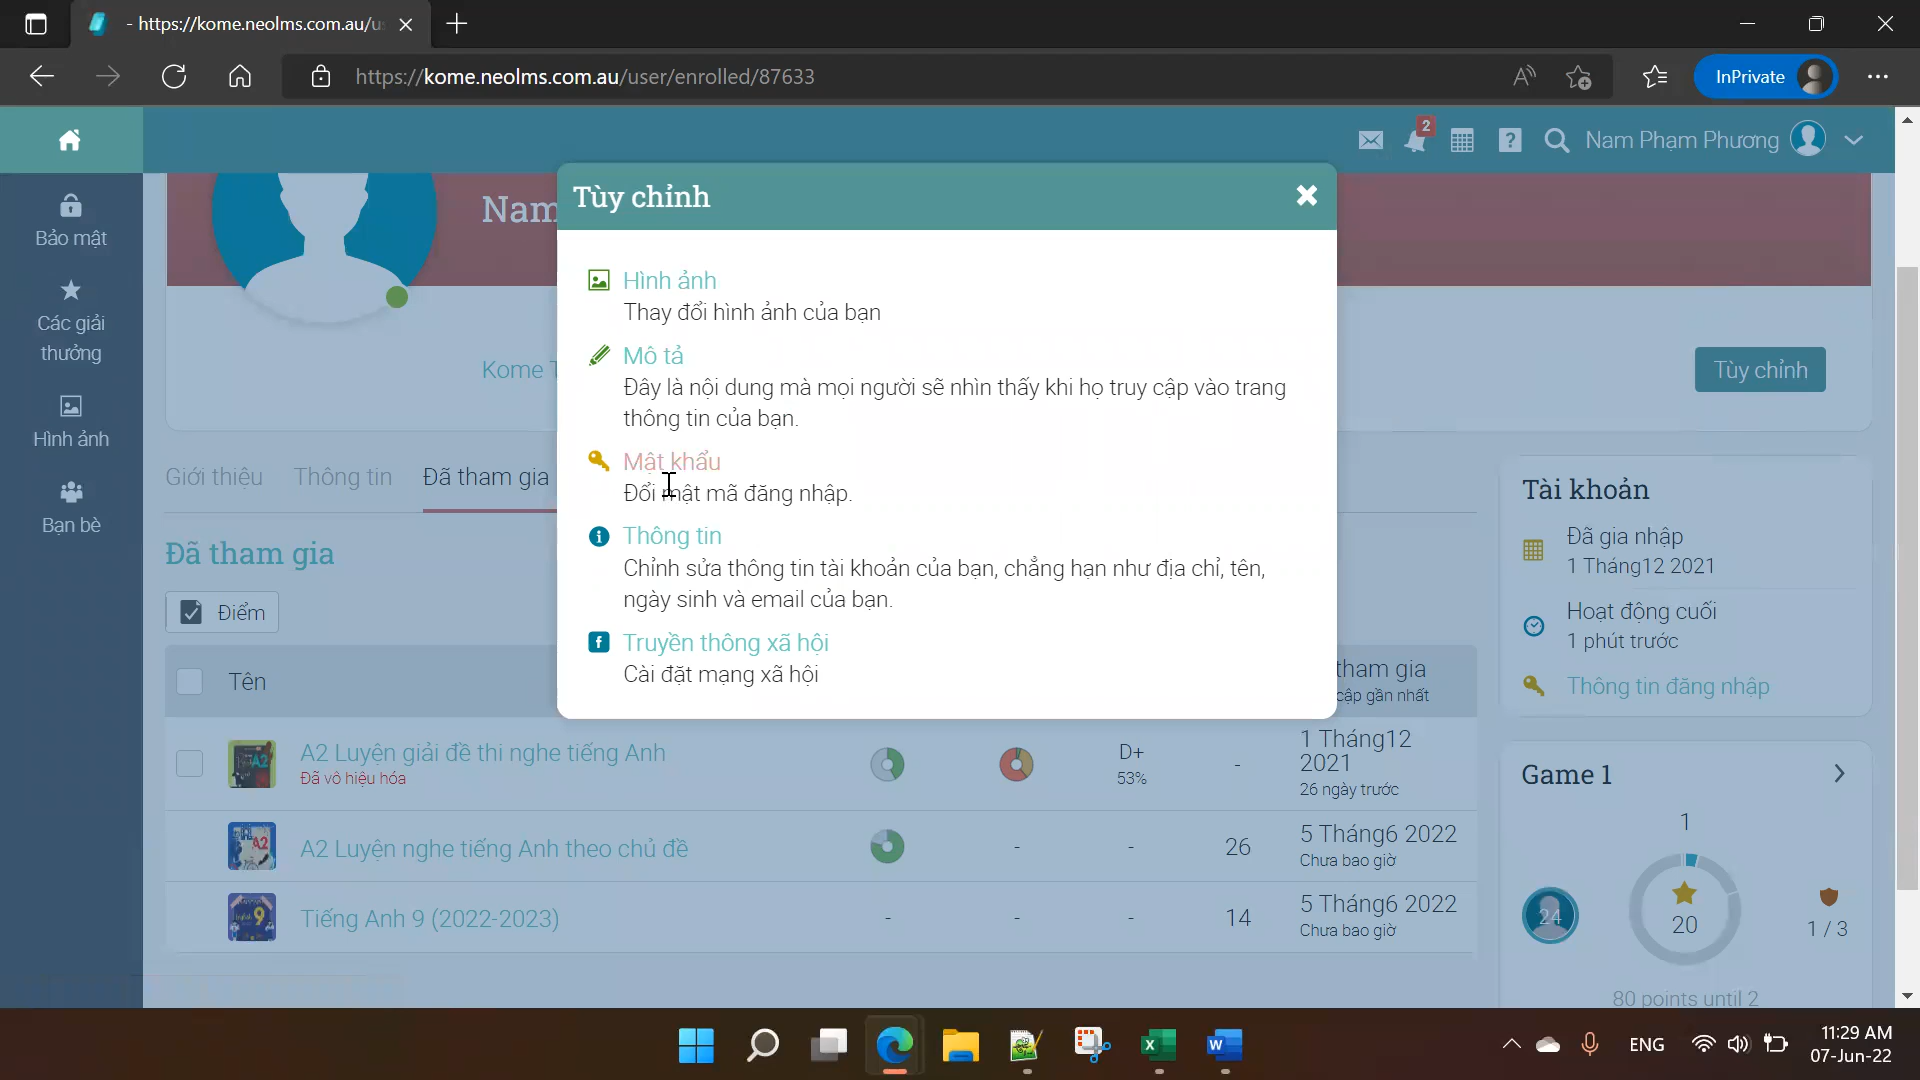 - https://kome.neolms.com.au/u
https://kome.neolms.com.au/user/enrolled/87633
InPrivate
2
Nam Phạm Phương
Bảo mật
Các giải
thưởng
Hình ảnh
Bạn bè
Nam
Kome T
Tùy chỉnh
Tùy chỉnh
Hình ảnh
Thay đổi hình ảnh của bạn
Mô tả
Đây là nội dung mà mọi người sẽ nhìn thấy khi họ truy cập vào trang
thông tin của bạn.
Mật khẩu
Đổi mật mã đăng nhập.
Thông tin
Chỉnh sửa thông tin tài khoản của bạn, chẳng hạn như địa chỉ, tên,
ngày sinh và email của bạn.
Truyền thông xã hội
Cài đặt mạng xã hội
Giới thiệu Thông tin Đã tham gia
Đã tham gia
Điểm
Tên
tham gia
cập gần nhất
A2 Luyện giải đề thi nghe tiếng Anh
Đã vô hiệu hóa
D+
53%
-
1 Tháng12
2021
26 ngày trước
A2 Luyện nghe tiếng Anh theo chủ đề
- - 26
5 Tháng6 2022
Chưa bao giờ
Tiếng Anh 9 (2022-2023)
- - - 14
5 Tháng6 2022
Chưa bao giờ
Tài khoản
Đã gia nhập
1 Tháng12 2021
Hoạt động cuối
1 phút trước
Thông tin đăng nhập
Game 1
1
24
20
1 / 3
80 points until 2
ENG
11:29 AM
07-Jun-22